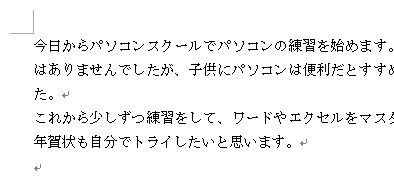 今日からパソコンスクールでパソコンの練習を始めます。
はありませんでしたが、子供にパソコンは便利だとすすめ
た。
これから少しずつ練習をして、ワードやエクセルをマスタ
年賀状も自分でトライしたいと思います。